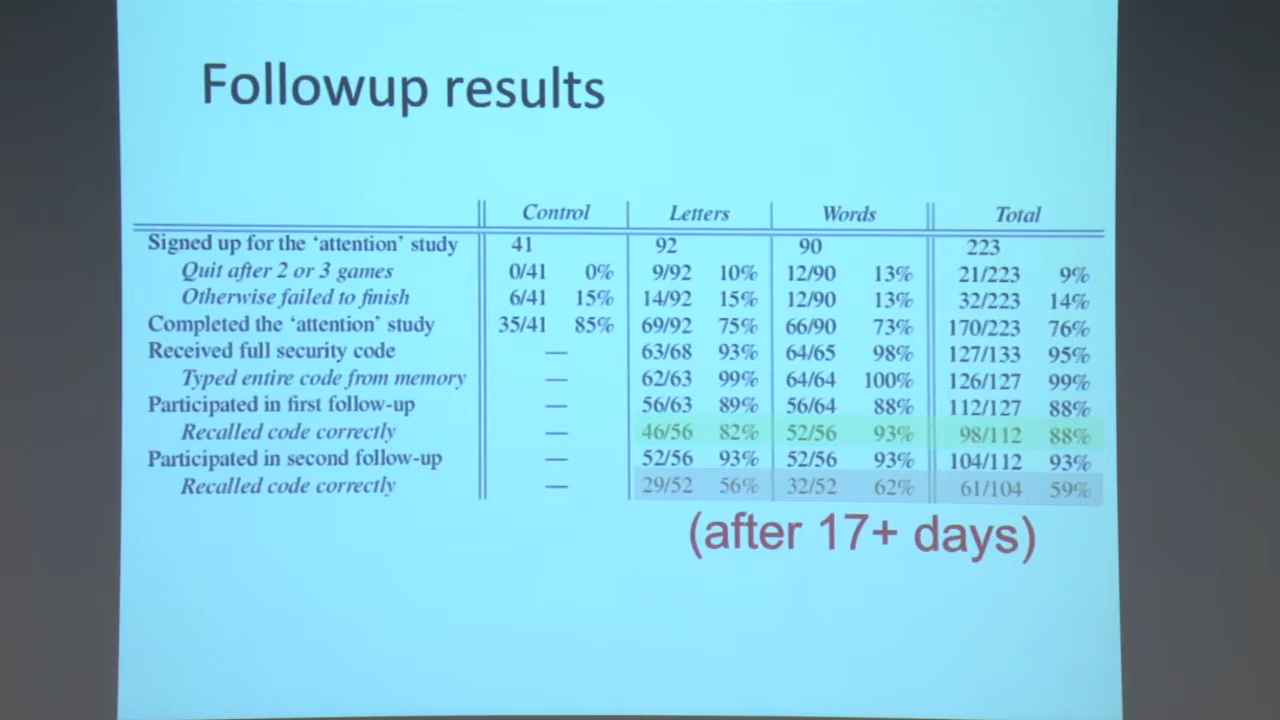 Followup results
Control Letters Words Total
Signed up for the ‘attention’ study 41 92 90 223
Quit after 2 or 3 games 0/41 0% 9/92 10% 12/90 13% 21/223 9%
Otherwise failed to finish 6/41 15% 14/92 15% 12/90 13% 32/223 14%
Completed the ‘attention’ study 35/41 85% 69/92 75% 66/90 73% 170/223 76%
Received full security code — 63/68 93% 64/65 98% 127/133 95%
Typed entire code from memory — 62/63 99% 64/64 100% 126/127 99%
Participated in first follow-up — 56/63 89% 56/64 88% 112/127 88%
Recalled code correctly — 46/56 82% 52/56 93% 98/112 88%
Participated in second follow-up — 52/56 93% 52/56 93% 104/112 93%
Recalled code correctly — 29/52 56% 32/52 62% 61/104 59%
(after 17+ days)